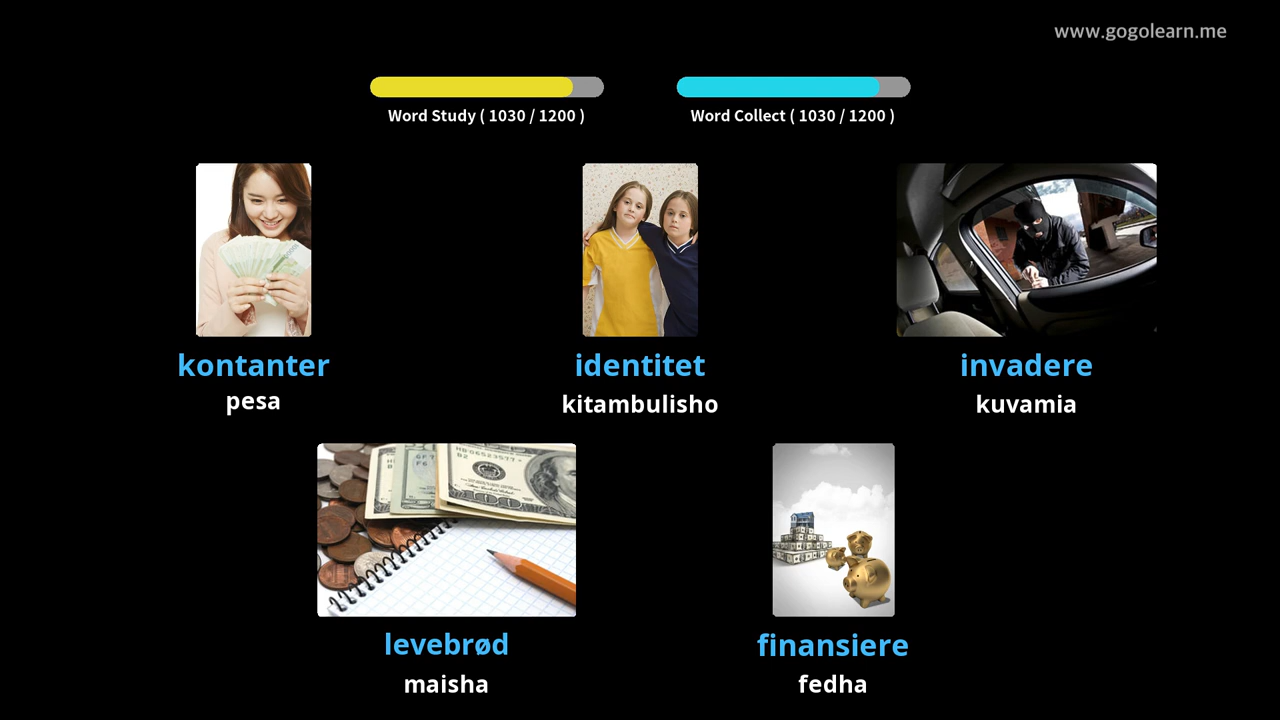 www.gogolearn.me
Word Study ( 1030 / 1200 )
Word Collect ( 1030 / 1200 )
kontanter
pesa
identitet
kitambulisho
invadere
kuvamia
levebrød
maisha
finansiere
fedha